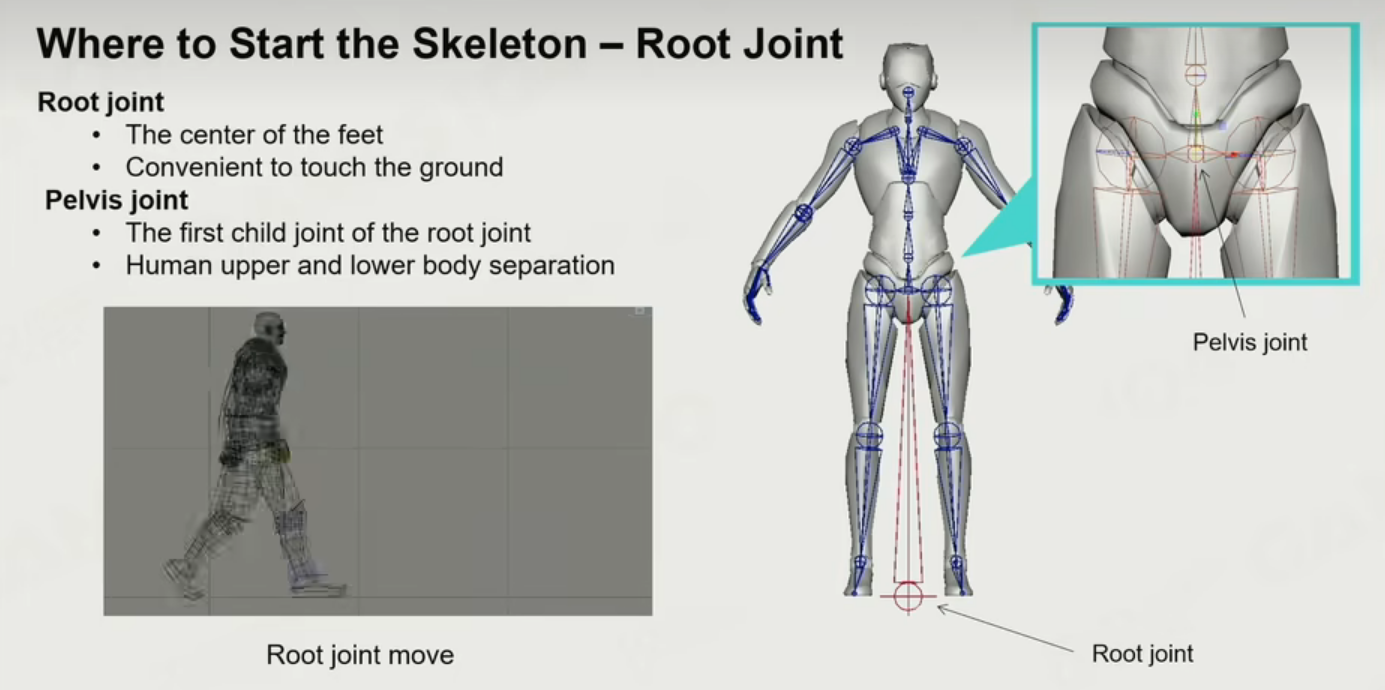 Where to Start the Skeleton – Root Joint
Root joint
• The center of the feet
• Convenient to touch the ground
Pelvis joint
• The first child joint of the root joint
• Human upper and lower body separation
Pelvis joint
Root joint move
Root joint